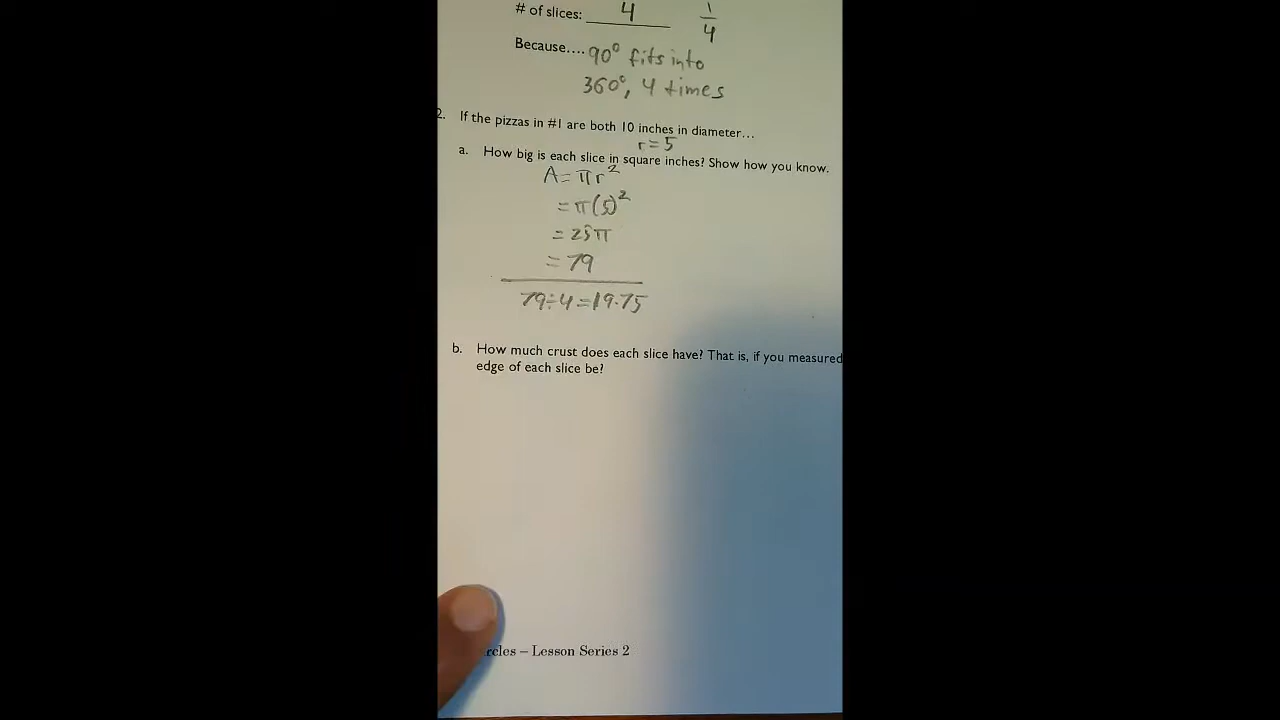 # of slices: 4 1/4
Because.... 90° fits into
360°, 4 times
2. If the pizzas in #1 are both 10 inches in diameter...
r=5
a. How big is each slice in square inches? Show how you know.
A=πr²
=π(5)²
=25π
=79
79÷4=19.75
b. How much crust does each slice have? That is, if you measured
edge of each slice be?
rcles – Lesson Series 2